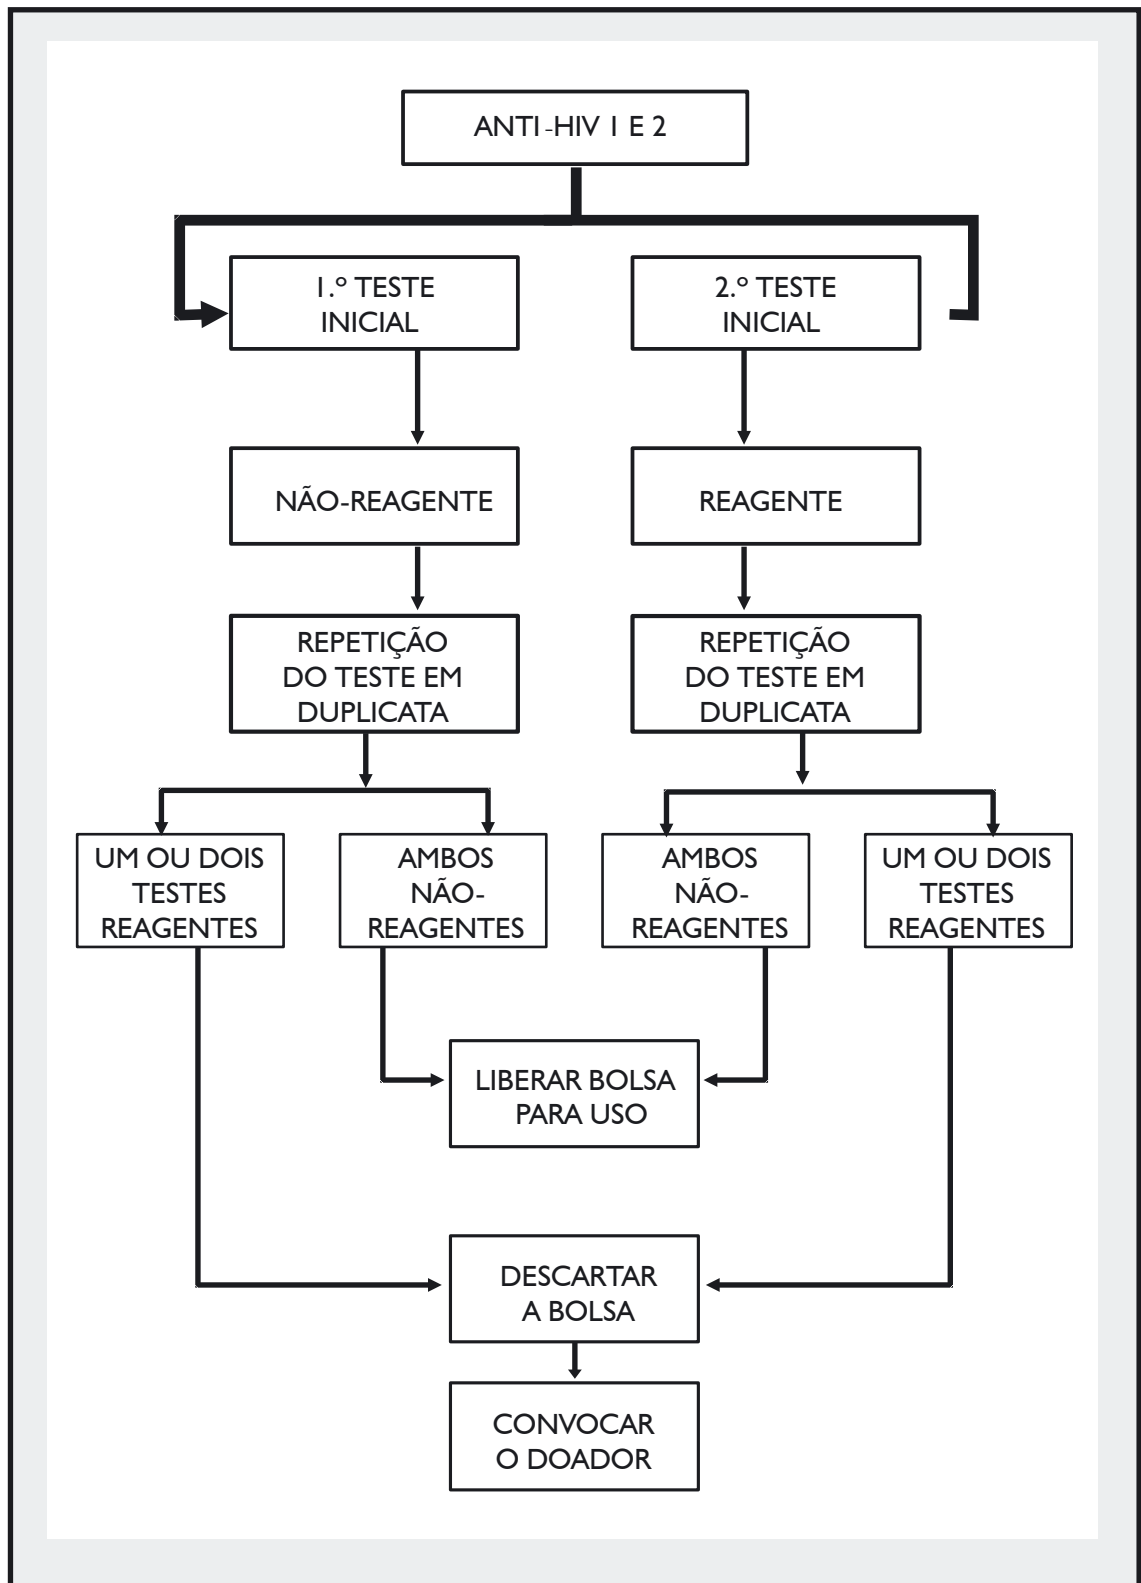 ANTI-HIV 1 E 2
1.º TESTE
INICIAL
2.º TESTE
INICIAL
NÃO-REAGENTE
REAGENTE
REPETIÇÃO
DO TESTE EM
DUPLICATA
REPETIÇÃO
DO TESTE EM
DUPLICATA
UM OU DOIS
TESTES
REAGENTES
AMBOS
NÃO-
REAGENTES
AMBOS
NÃO-
REAGENTES
UM OU DOIS
TESTES
REAGENTES
LIBERAR BOLSA
PARA USO
DESCARTAR
A BOLSA
CONVOCAR
O DOADOR